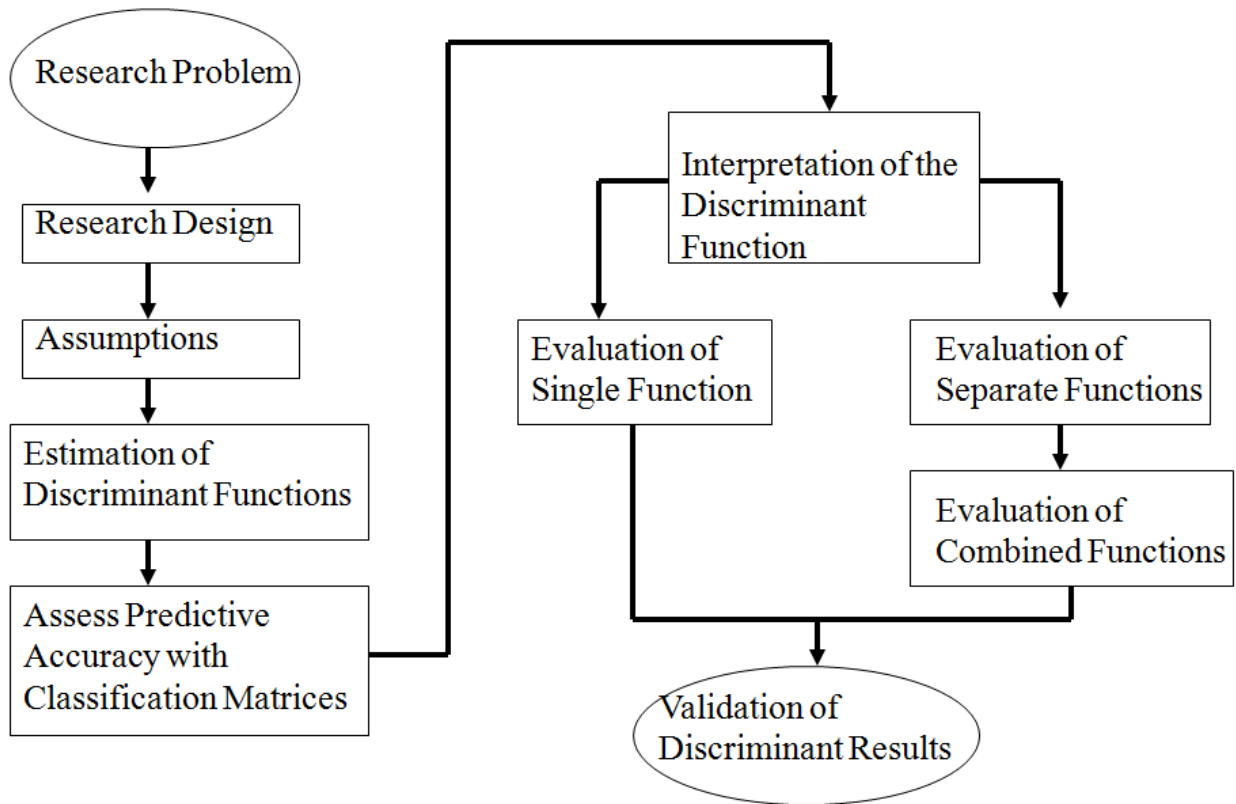 Research Problem
Research Design
Assumptions
Estimation of
Discriminant Functions
Assess Predictive
Accuracy with
Classification Matrices
Interpretation of the
Discriminant
Function
Evaluation of
Single Function
Evaluation of
Separate Functions
Evaluation of
Combined Functions
Validation of
Discriminant Results